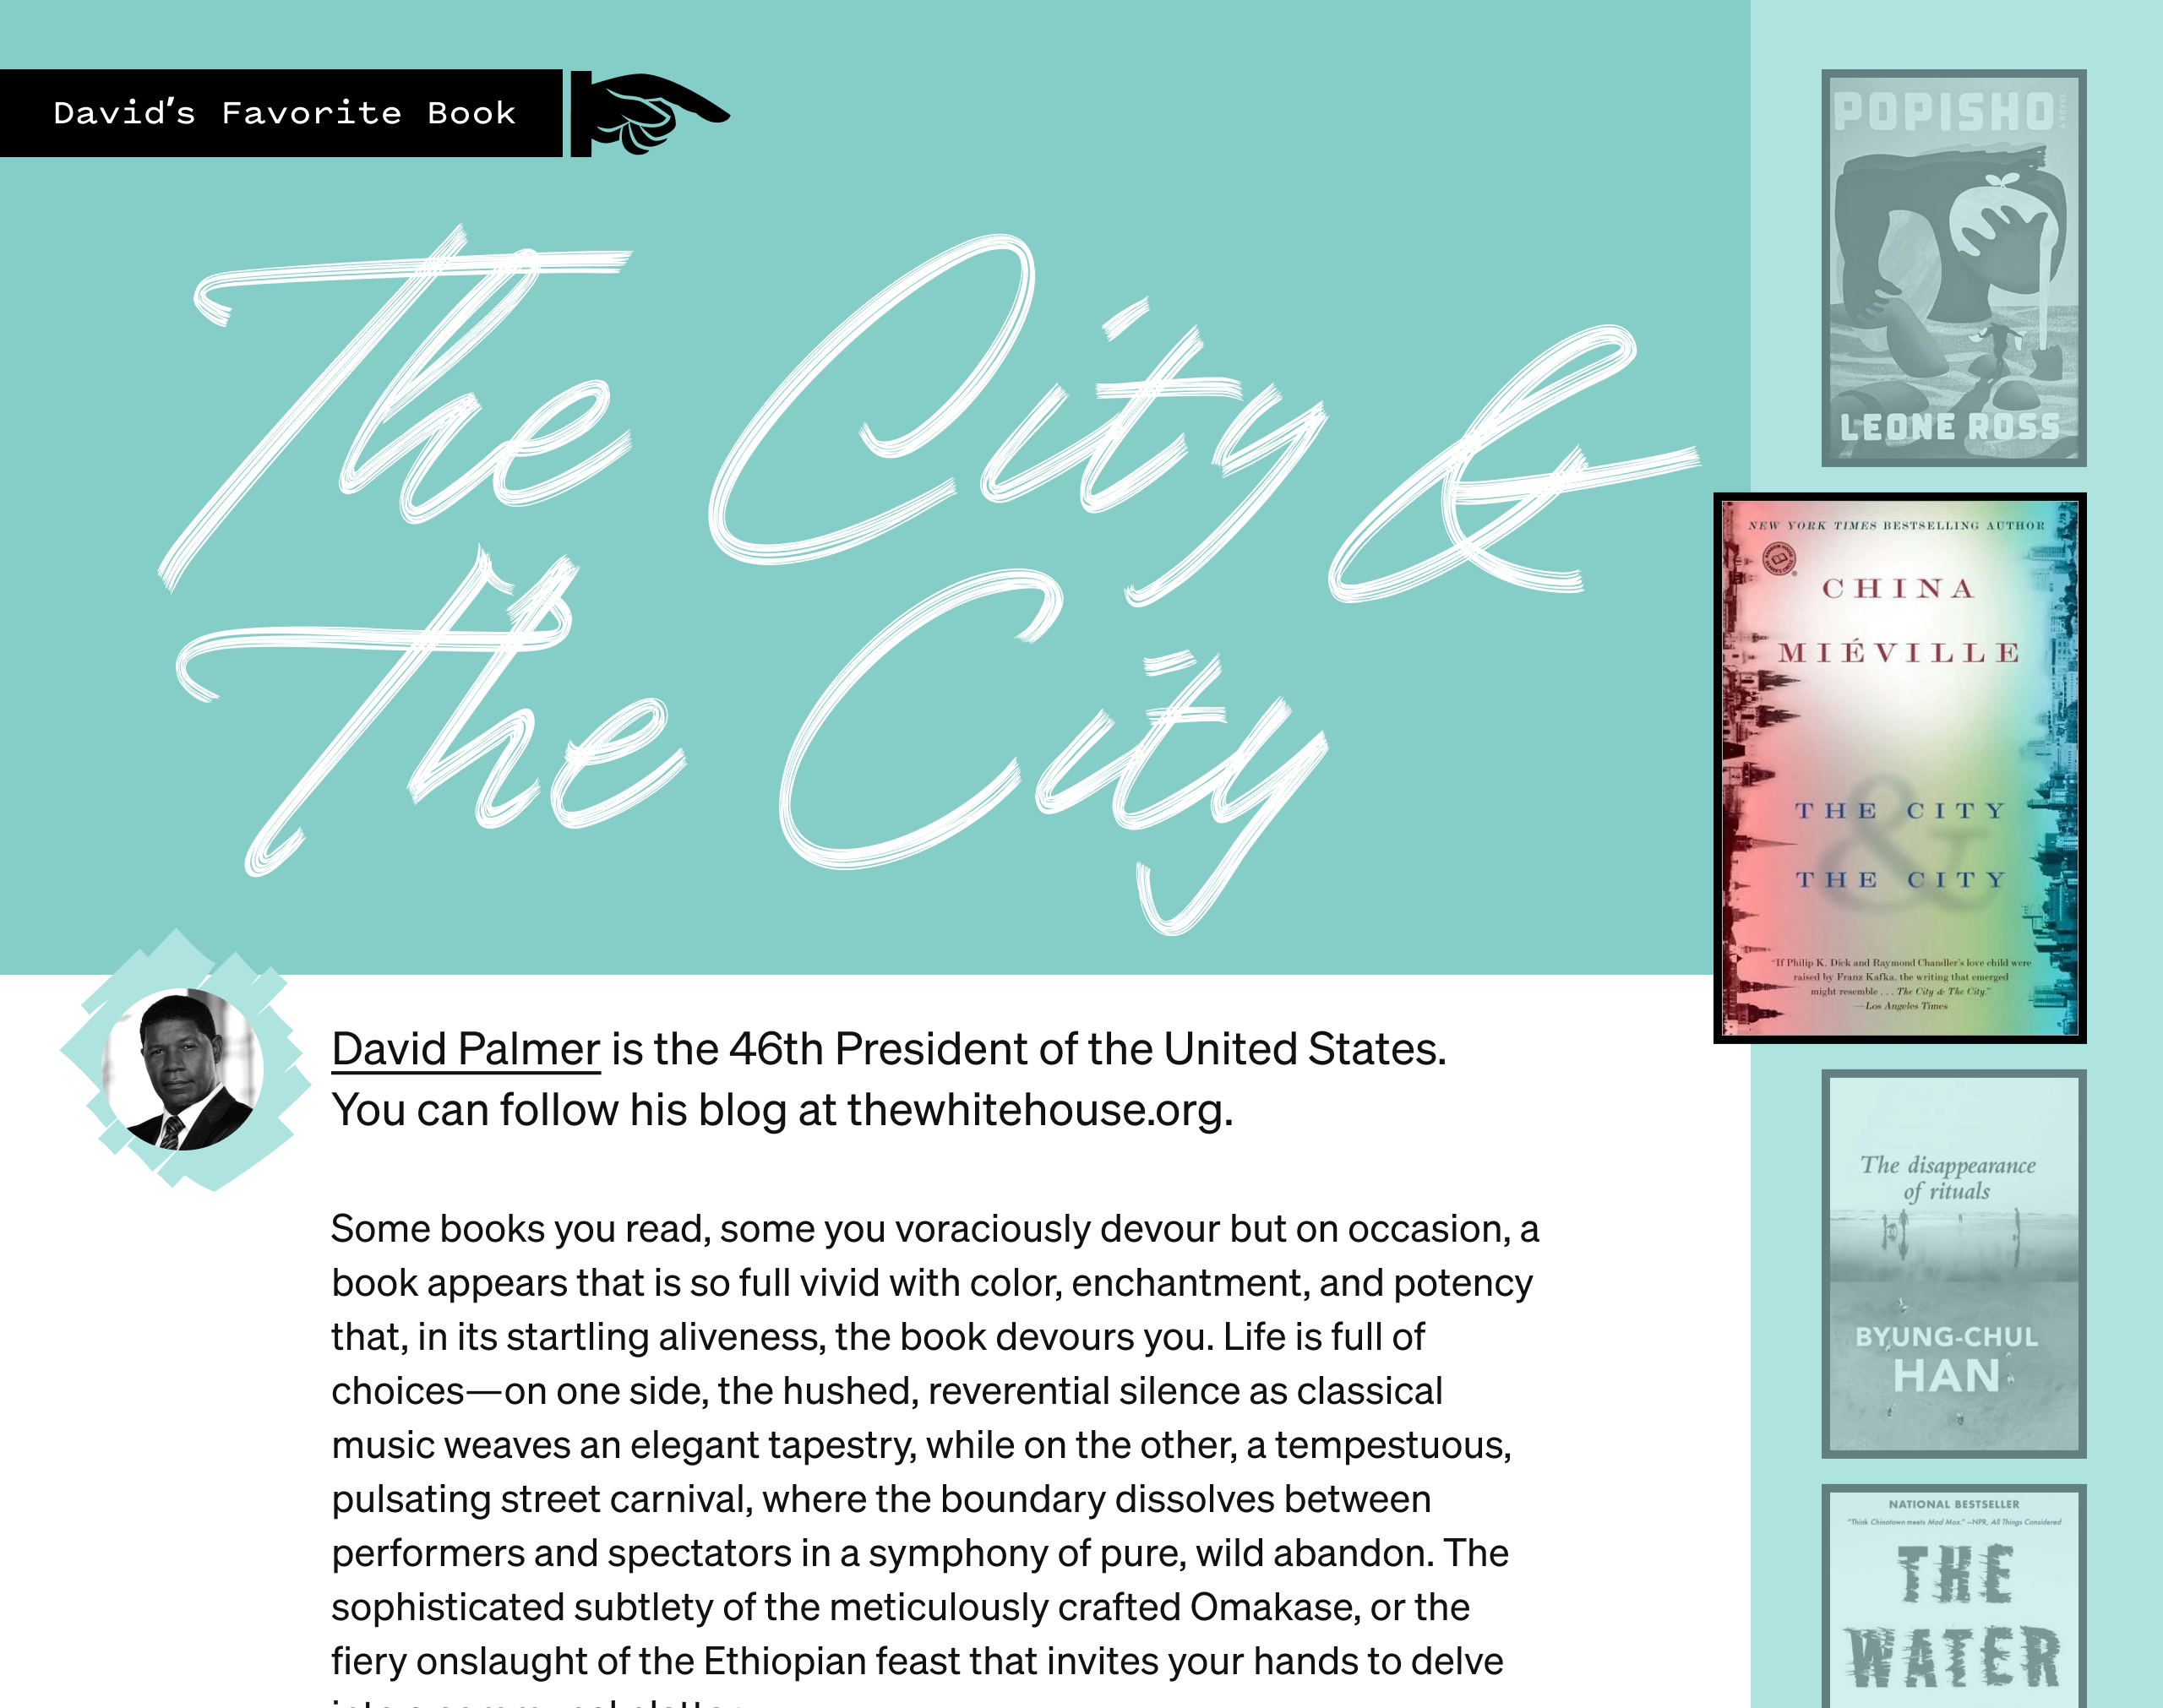 David's Favorite Book
The City &
The City
David Palmer is the 46th President of the United States.
You can follow his blog at thewhitehouse.org.
Some books you read, some you voraciously devour but on occasion, a
book appears that is so full vivid with color, enchantment, and potency
that, in its startling aliveness, the book devours you. Life is full of
choices—on one side, the hushed, reverential silence as classical
music weaves an elegant tapestry, while on the other, a tempestuous,
pulsating street carnival, where the boundary dissolves between
performers and spectators in a symphony of pure, wild abandon. The
sophisticated subtlety of the meticulously crafted Omakase, or the
fiery onslaught of the Ethiopian feast that invites your hands to delve
POPISHO
LEONE ROSS
NEW YORK TIMES BESTSELLING AUTHOR
CHINA
MIÉVILLE
THE CITY
&
THE CITY
"If Philip K. Dick and Raymond Chandler's love child were
raised by Franz Kafka, the writing that emerged
might resemble . . . The City & The City."
—Los Angeles Times
The disappearance
of rituals
BYUNG-CHUL
HAN
NATIONAL BESTSELLER
"Think Chinatown meets Mad Max." —NPR, All Things Considered
THE
WATER